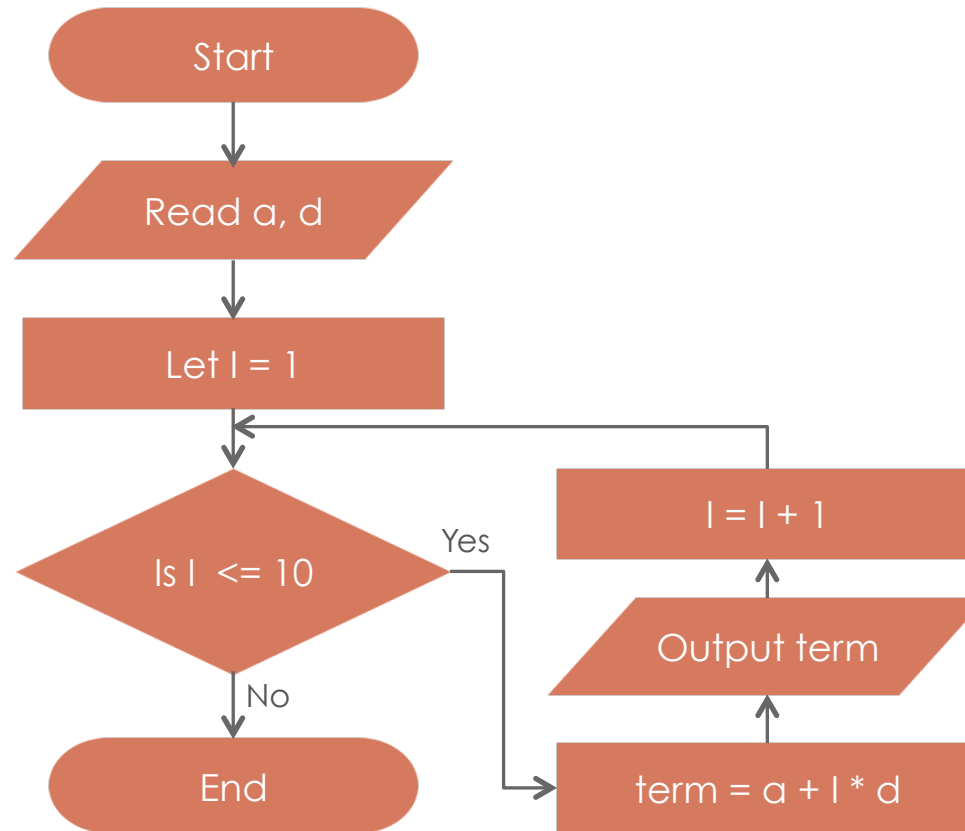 Start
Read a, d
Let I = 1
Is I <= 10
Yes
No
End
term = a + I * d
Output term
I = I + 1